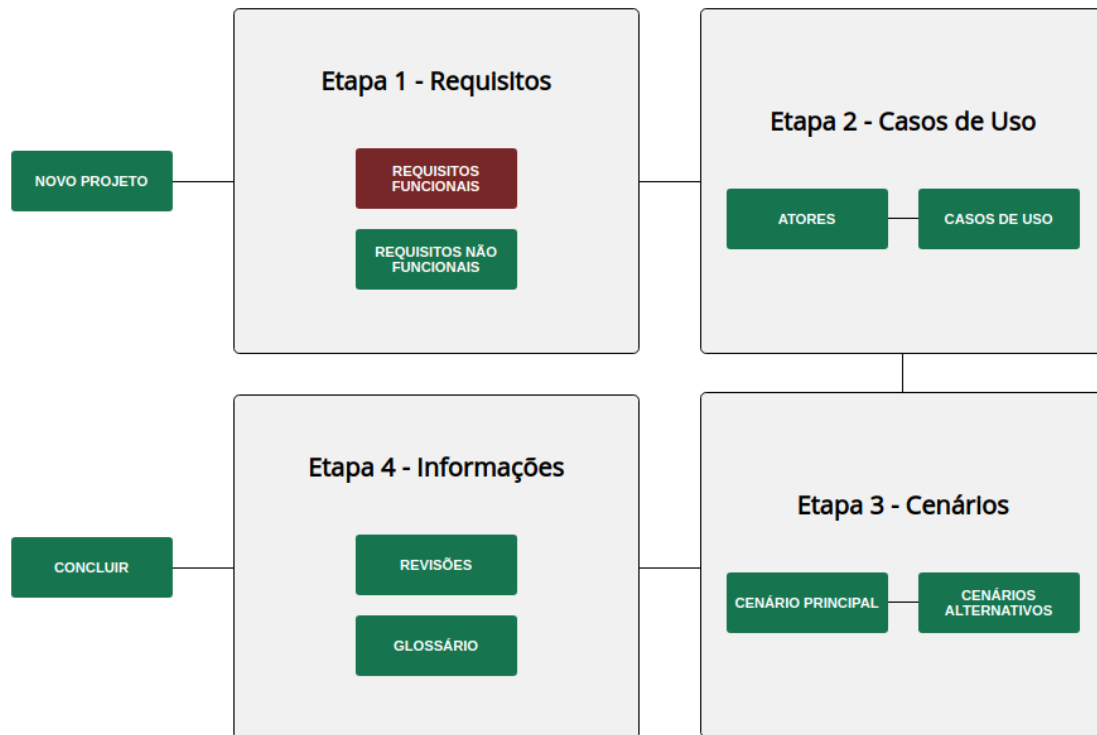 Etapa 1 - Requisitos
Etapa 2 - Casos de Uso
NOVO PROJETO
REQUISITOS
FUNCIONAIS
REQUISITOS NÃO
FUNCIONAIS
ATORES
CASOS DE USO
Etapa 4 - Informações
Etapa 3 - Cenários
CONCLUIR
REVISÕES
GLOSSÁRIO
CENÁRIO PRINCIPAL
CENÁRIOS
ALTERNATIVOS